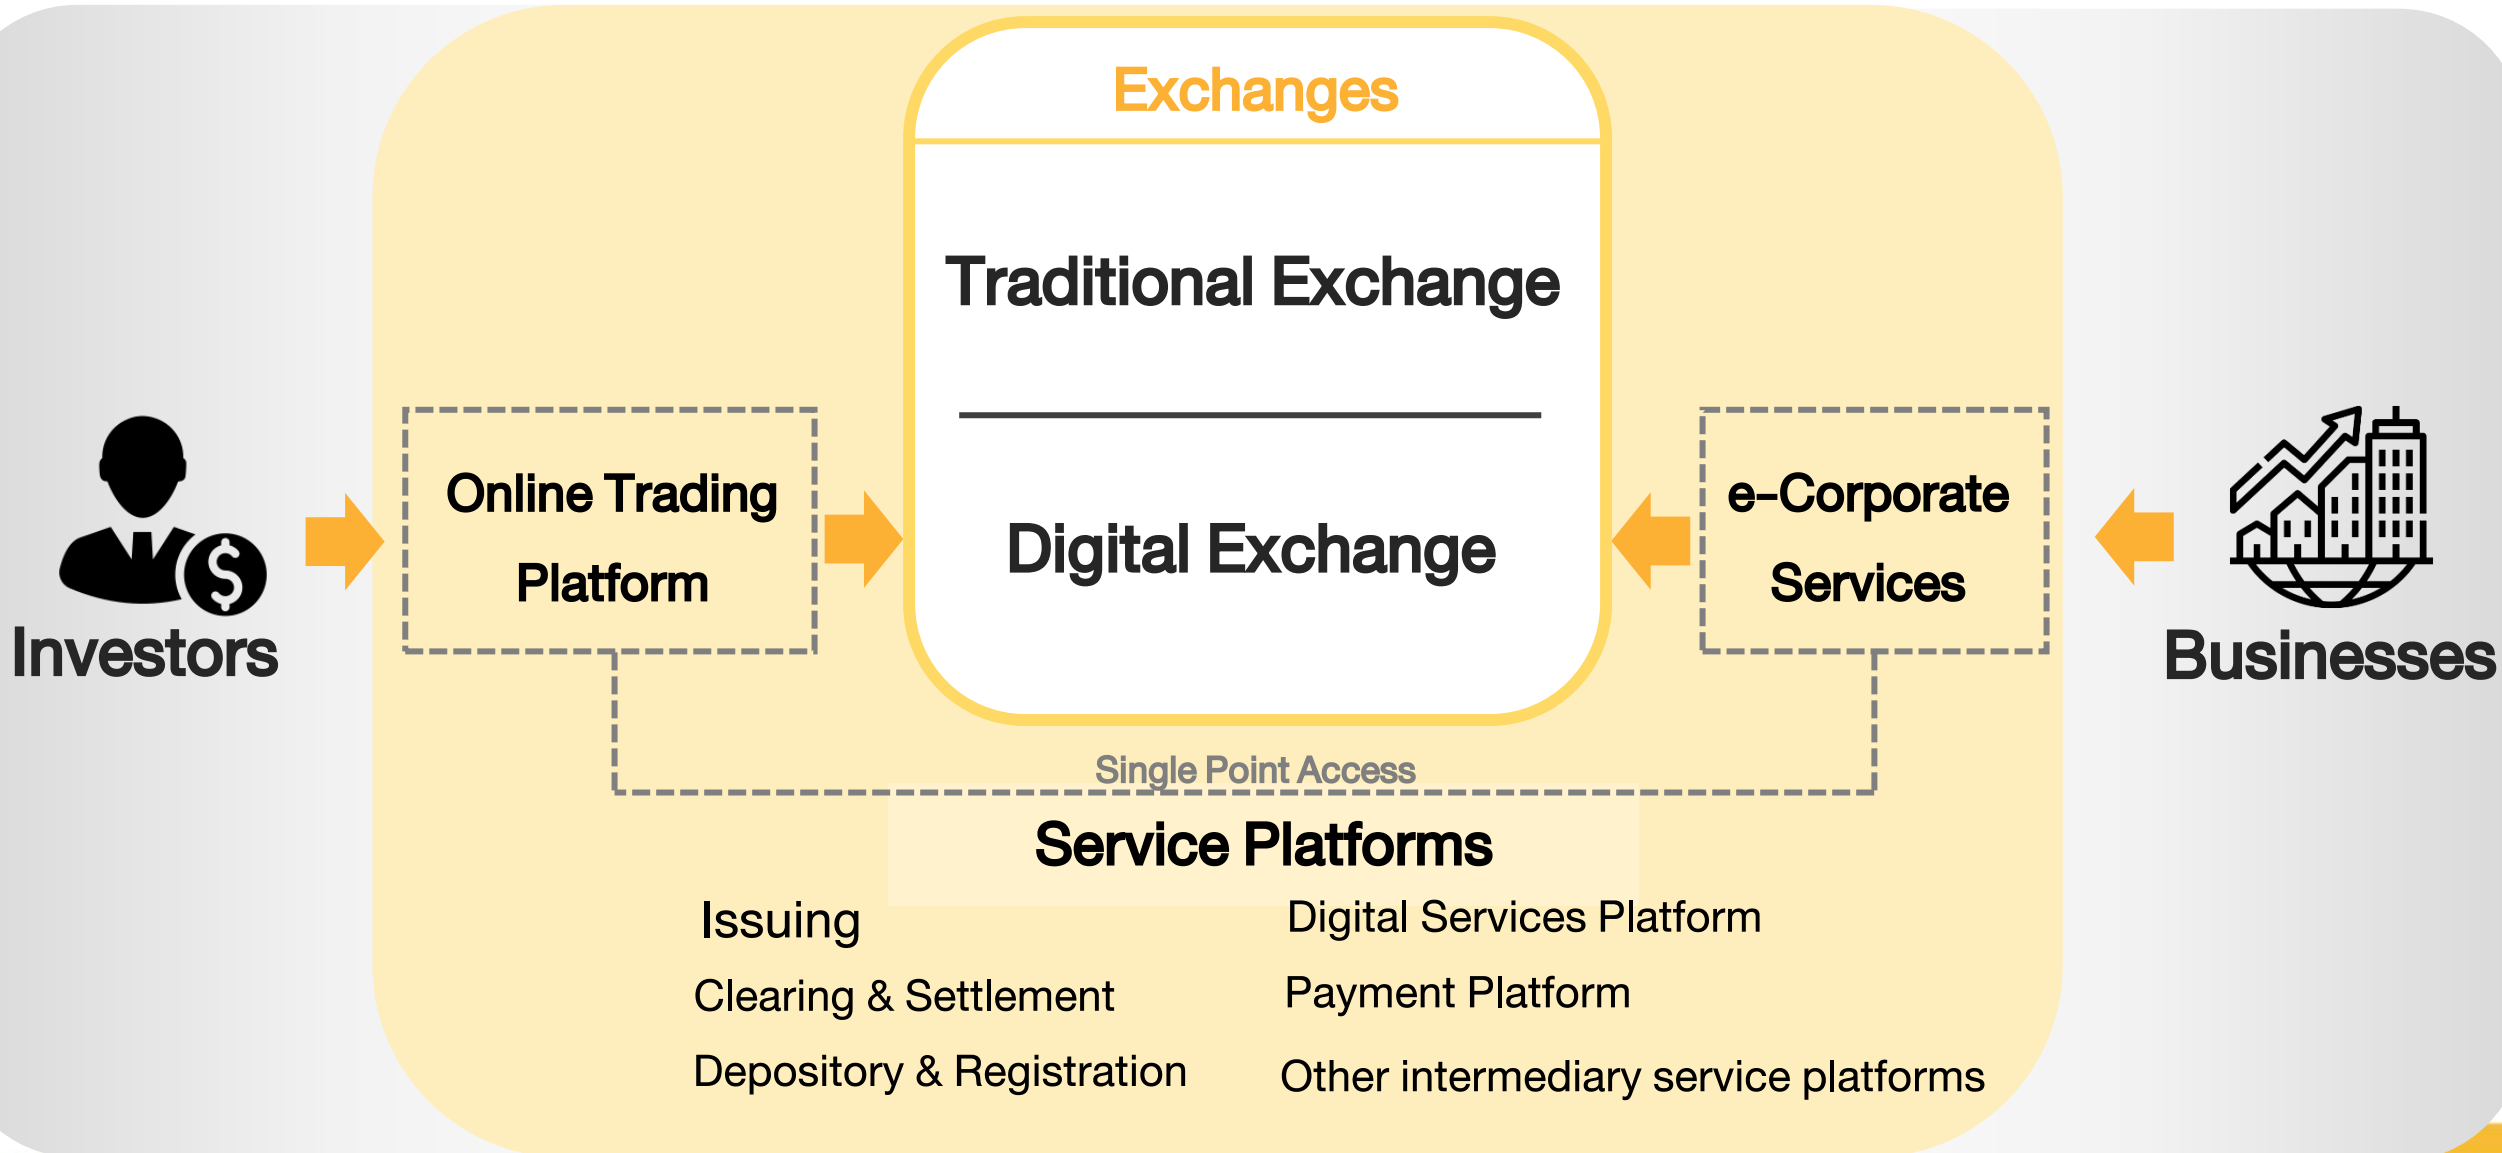 Exchanges
Traditional Exchange
Digital Exchange
Online Trading
Platform
e-Corporate
Services
Investors
Businesses
Single Point Access
Service Platforms
Issuing
Clearing & Settlement
Depository & Registration
Digital Services Platform
Payment Platform
Other intermediary service platforms